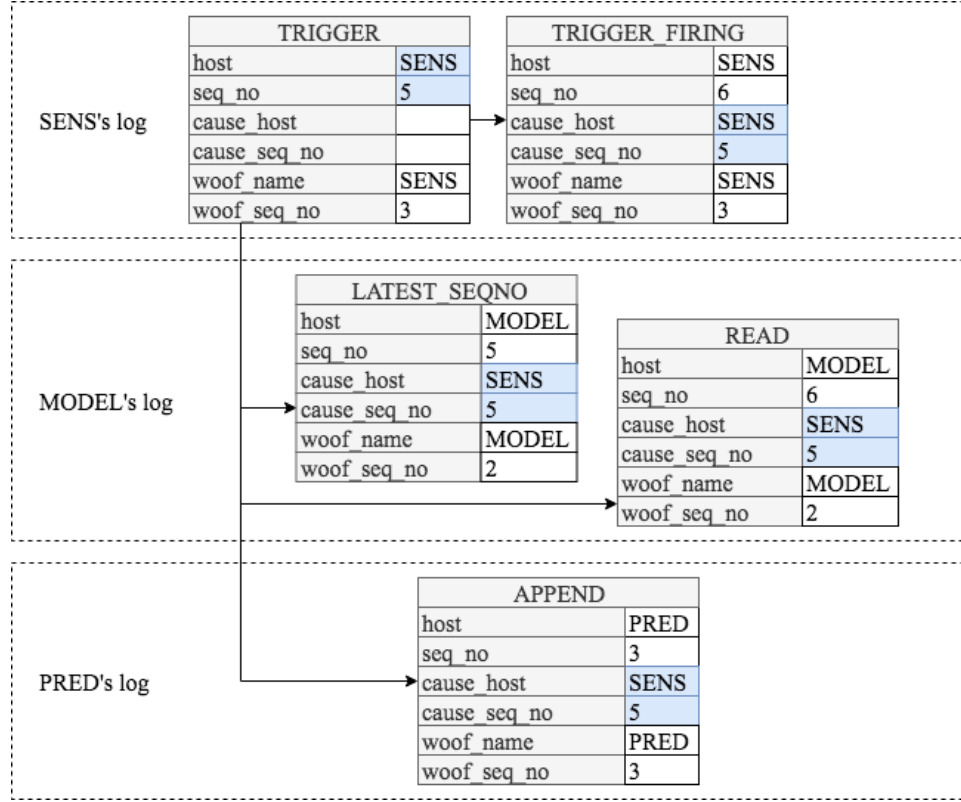 SENS's log
TRIGGER
host SENS
seq_no 5
cause_host
cause_seq_no
woof_name SENS
woof_seq_no 3
TRIGGER_FIRING
host SENS
seq_no 6
cause_host SENS
cause_seq_no 5
woof_name SENS
woof_seq_no 3
MODEL's log
LATEST_SEQNO
host MODEL
seq_no 5
cause_host SENS
cause_seq_no 5
woof_name MODEL
woof_seq_no 2
READ
host MODEL
seq_no 6
cause_host SENS
cause_seq_no 5
woof_name MODEL
woof_seq_no 2
PRED's log
APPEND
host PRED
seq_no 3
cause_host SENS
cause_seq_no 5
woof_name PRED
woof_seq_no 3